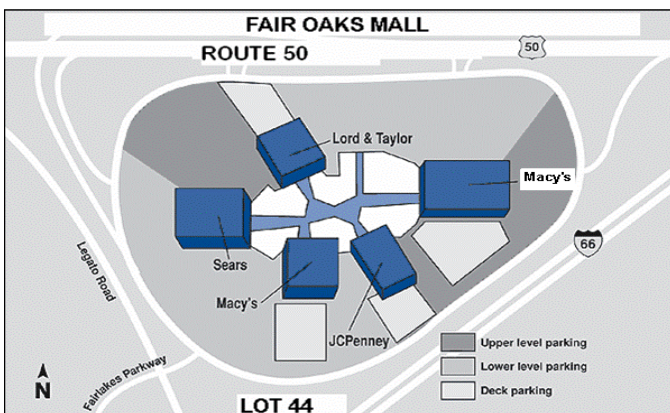 FAIR OAKS MALL
ROUTE 50
50
Lord & Taylor
Macy's
66
Sears
Macy's
JCPenney
Legato Road
Fairlakes Parkway
N
LOT 44
Upper level parking
Lower level parking
Deck parking